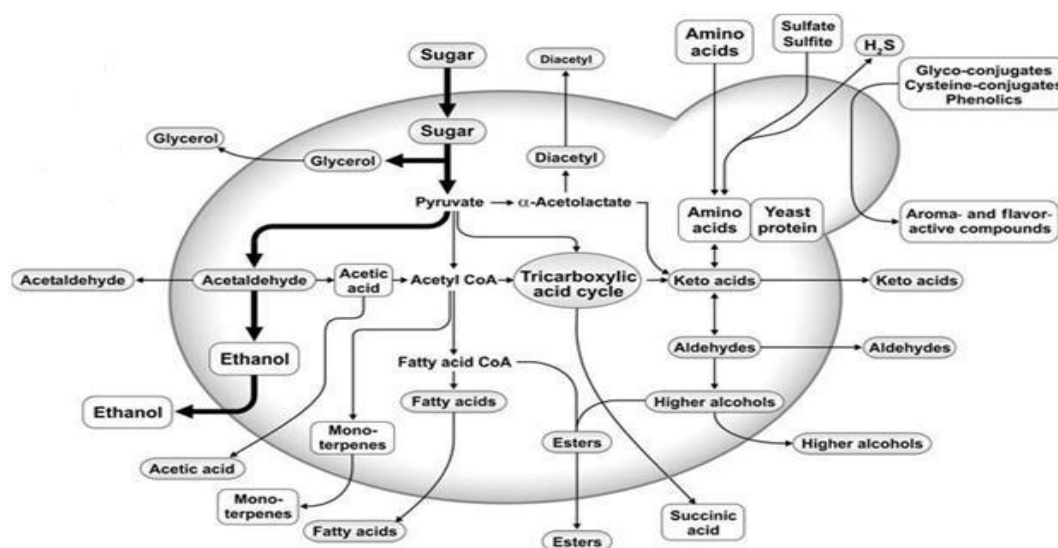 Sugar
Diacetyl
Amino
acids
Sulfate
Sulfite
H₂S
Glyco-conjugates
Cysteine-conjugates
Phenolics
Sugar
Glycerol
Glycerol
Diacetyl
Pyruvate
α-Acetolactate
Amino
acids
Yeast
protein
Aroma- and flavor-
active compounds
Acetaldehyde
Acetaldehyde
Acetic
acid
Acetyl CoA
Tricarboxylic
acid cycle
Keto acids
Keto acids
Ethanol
Fatty acid CoA
Aldehydes
Aldehydes
Ethanol
Fatty acids
Higher alcohols
Mono-
terpenes
Esters
Higher alcohols
Acetic acid
Mono-
terpenes
Fatty acids
Esters
Succinic
acid